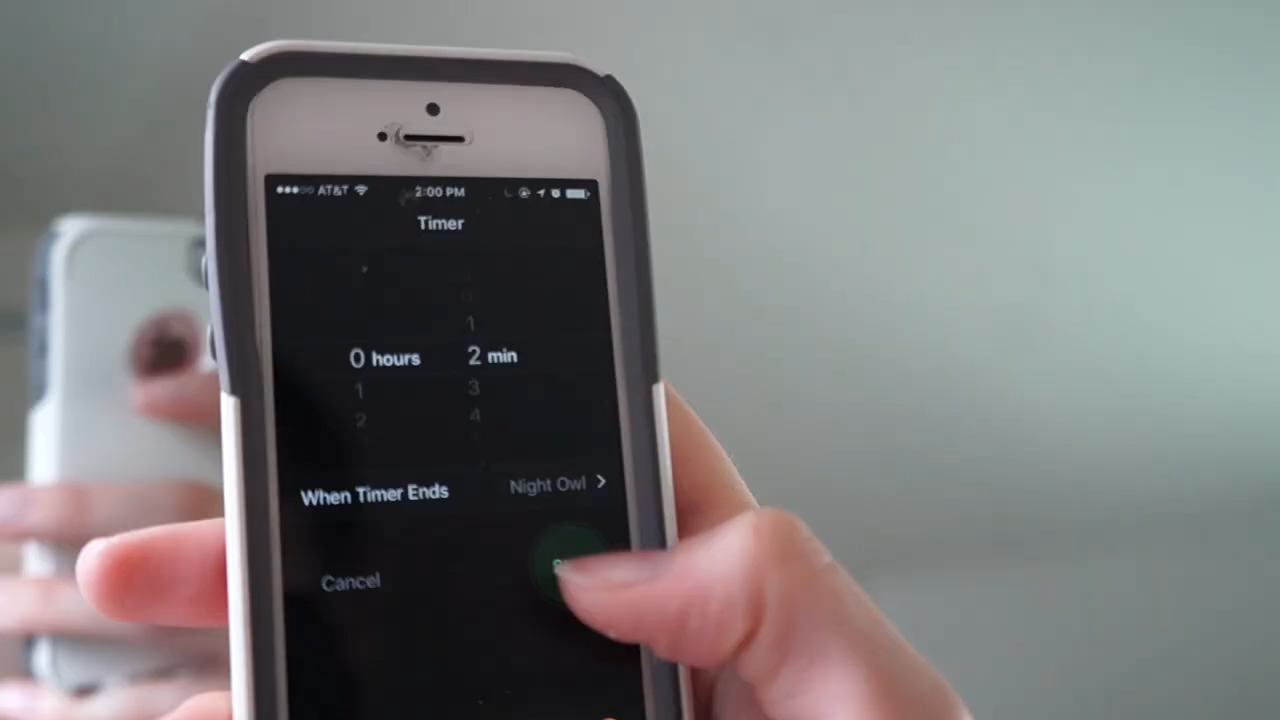 AT&T 2:00 PM
Timer
1
0 hours 2 min
1 3
2 4
When Timer Ends Night Owl
Cancel